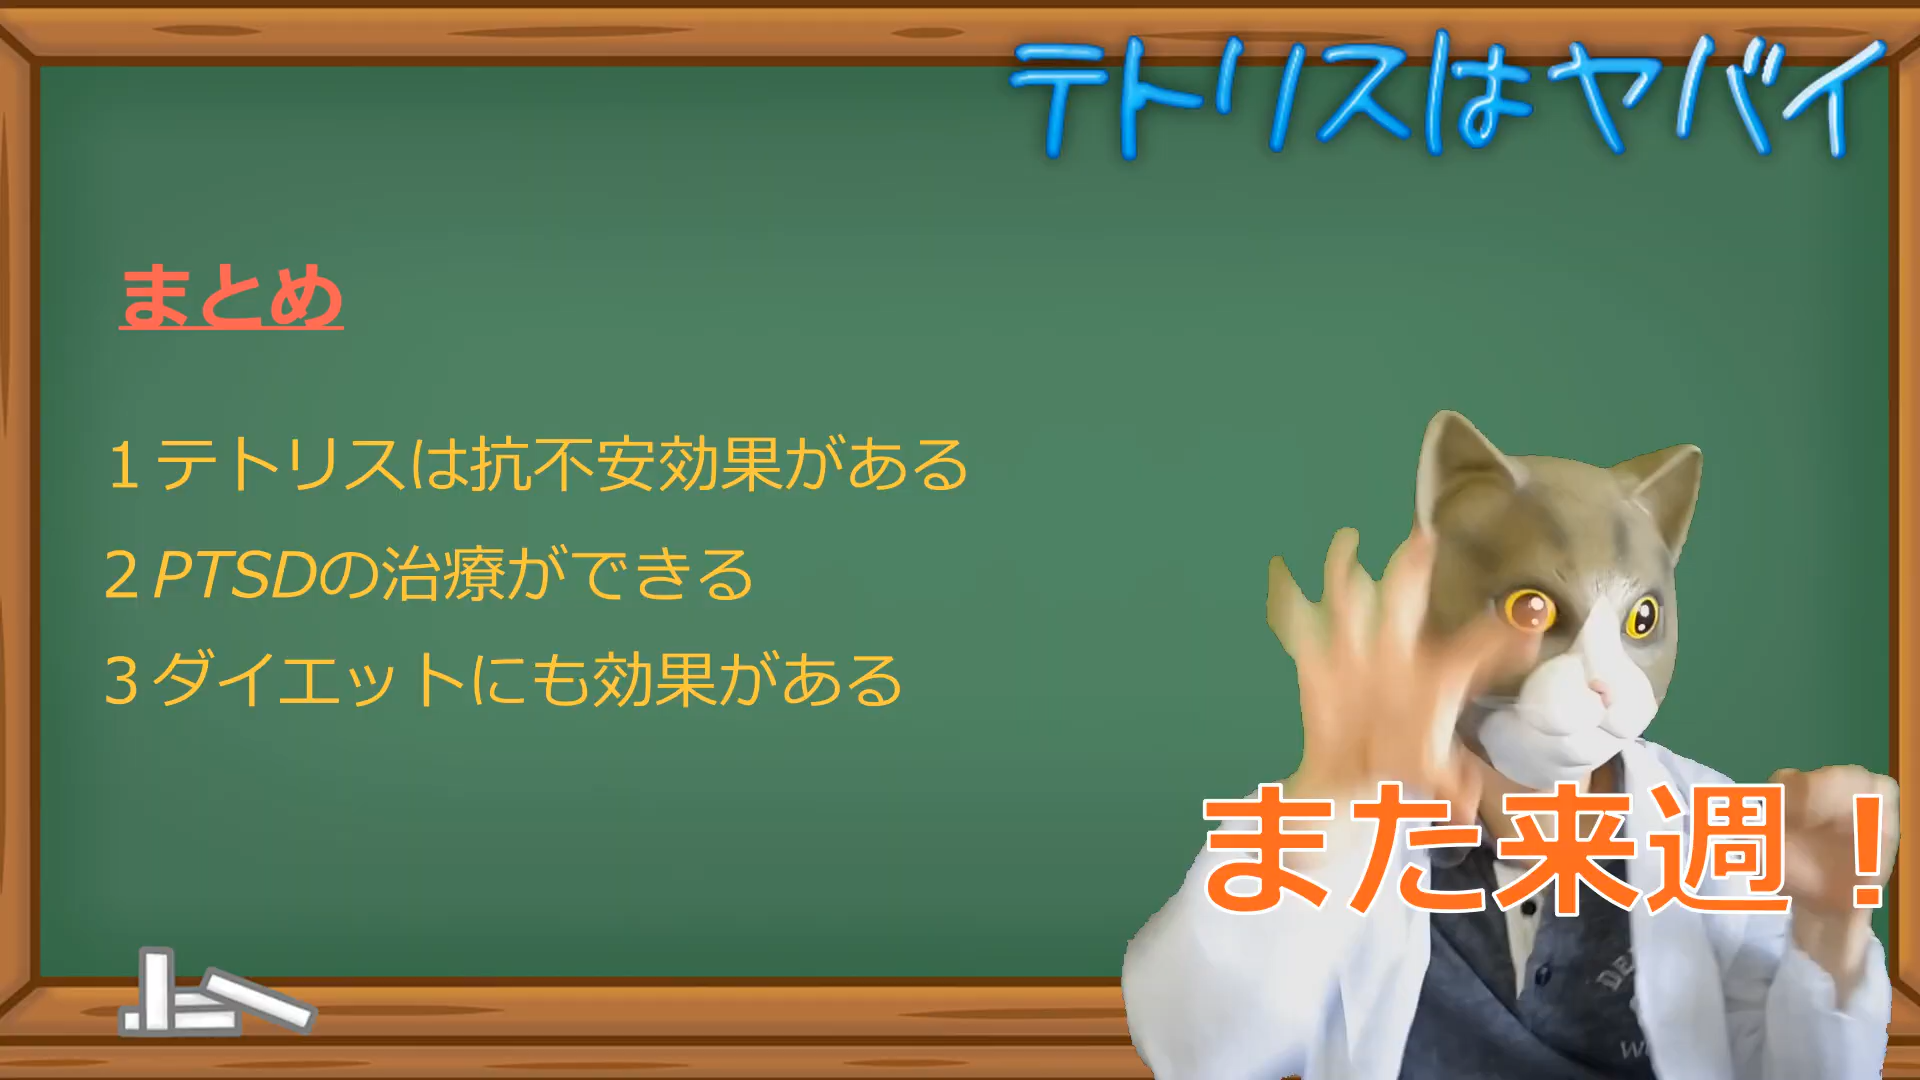 テトリスはヤバイ
まとめ
１テトリスは抗不安効果がある
２PTSDの治療ができる
３ダイエットにも効果がある
また来週！